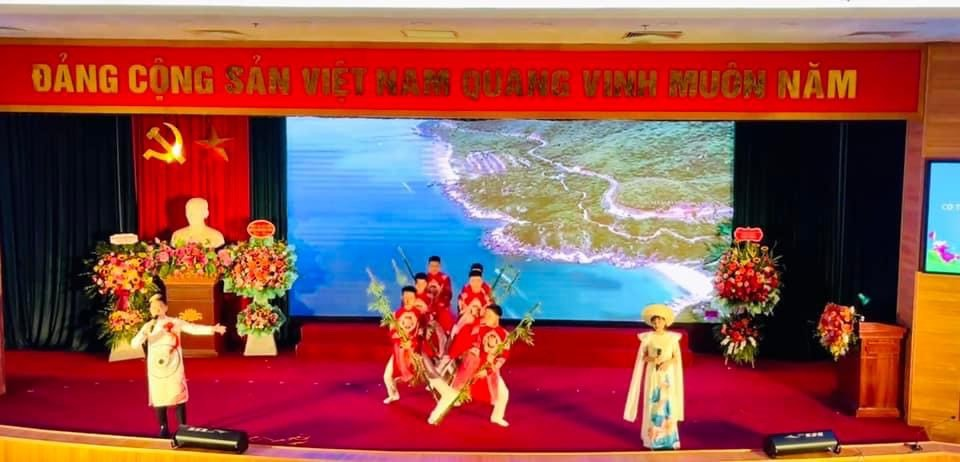 ĐẢNG CỘNG SẢN VIỆT NAM QUANG VINH MUÔN NĂM